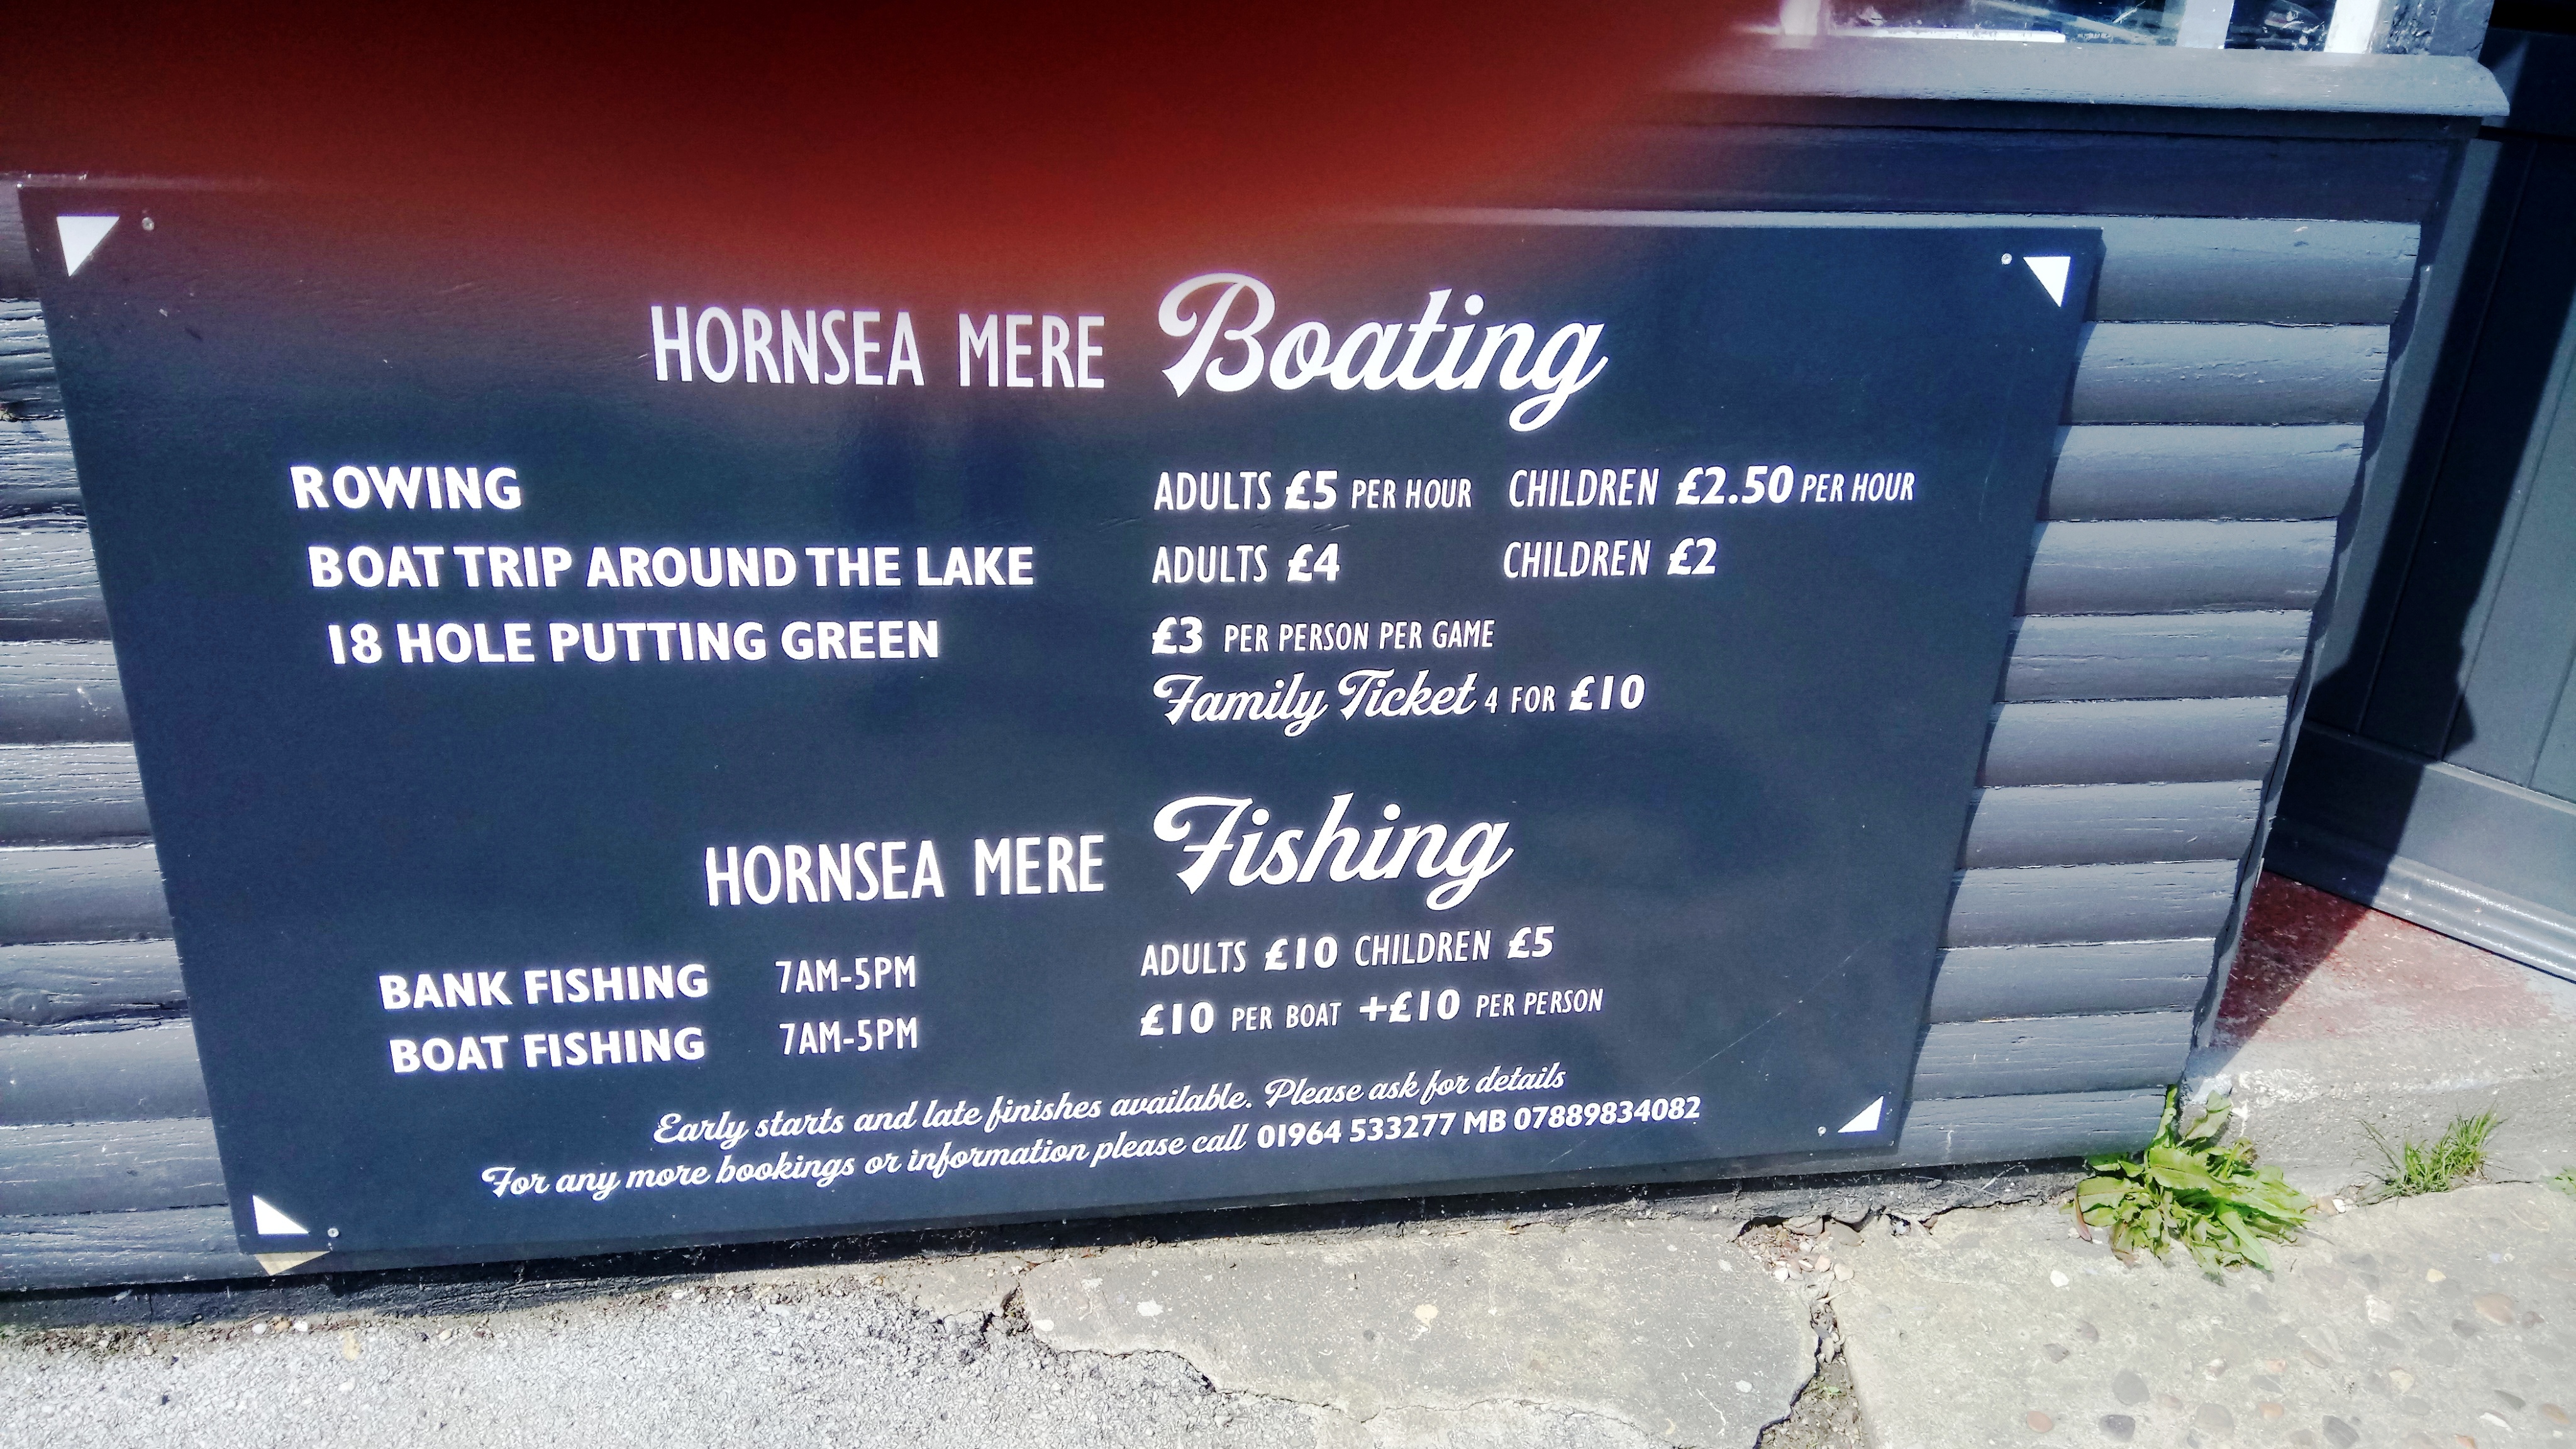 HORNSEA MERE Boating
ROWING ADULTS £5 PER HOUR CHILDREN £2.50 PER HOUR
BOAT TRIP AROUND THE LAKE ADULTS £4 CHILDREN £2
18 HOLE PUTTING GREEN £3 PER PERSON PER GAME
Family Ticket 4 FOR £10
HORNSEA MERE Fishing
BANK FISHING 7AM-5PM ADULTS £10 CHILDREN £5
BOAT FISHING 7AM-5PM £10 PER BOAT +£10 PER PERSON
Early starts and late finishes available. Please ask for details
For any more bookings or information please call 01964 533277 MB 07889834082